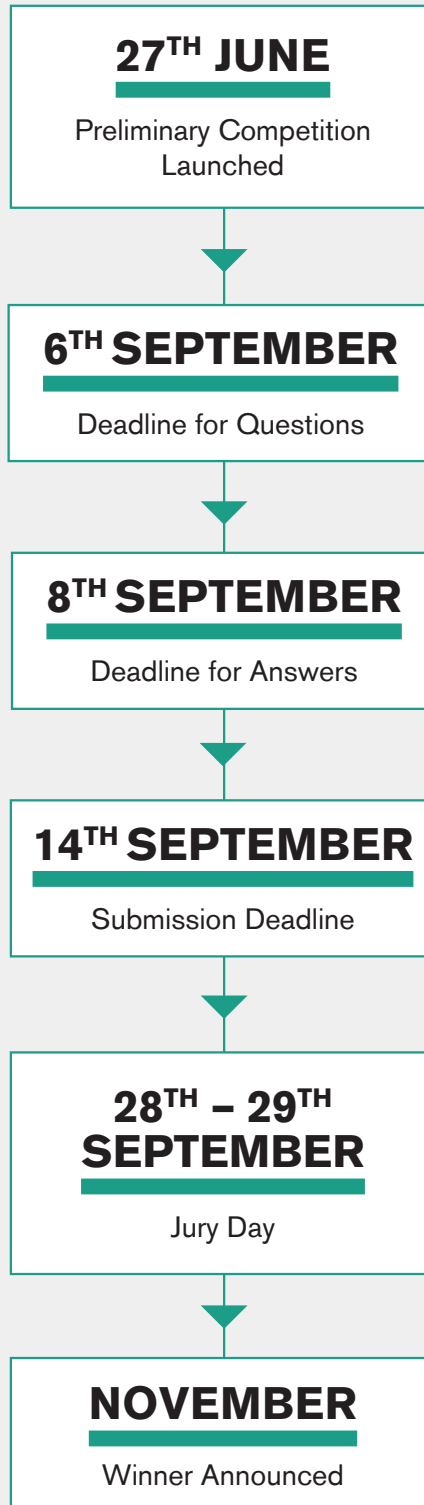 27TH JUNE
Preliminary Competition
Launched
6TH SEPTEMBER
Deadline for Questions
8TH SEPTEMBER
Deadline for Answers
14TH SEPTEMBER
Submission Deadline
28TH – 29TH
SEPTEMBER
Jury Day
NOVEMBER
Winner Announced